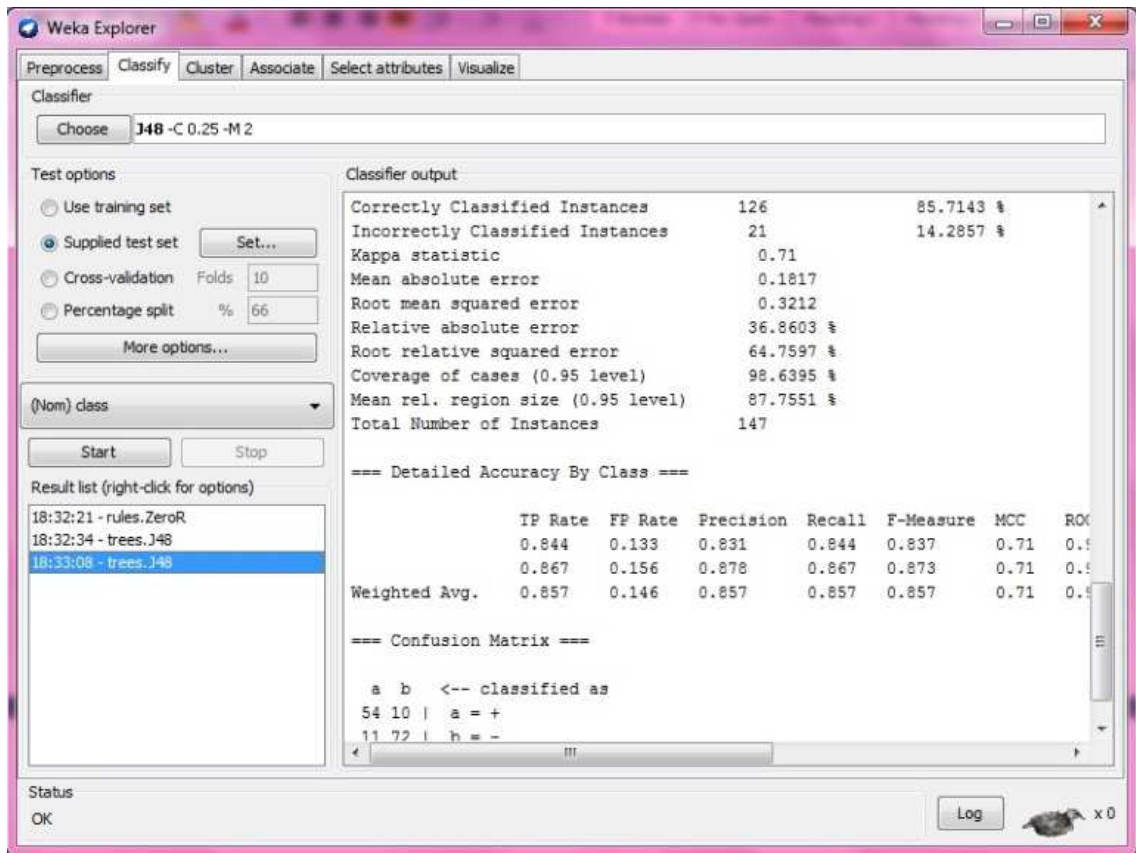 Weka Explorer
Preprocess Classify Cluster Associate Select attributes Visualize
Classifier
Choose J48 -C 0.25 -M 2
Test options
Use training set
Supplied test set Set...
Cross-validation Folds 10
Percentage split % 66
More options...
(Nom) class
Start Stop
Result list (right-click for options)
18:32:21 - rules.ZeroR
18:32:34 - trees.J48
18:33:08 - trees.J48
Classifier output
Correctly Classified Instances 126 85.7143 %
Incorrectly Classified Instances 21 14.2857 %
Kappa statistic 0.71
Mean absolute error 0.1817
Root mean squared error 0.3212
Relative absolute error 36.8603 %
Root relative squared error 64.7597 %
Coverage of cases (0.95 level) 98.6395 %
Mean rel. region size (0.95 level) 87.7551 %
Total Number of Instances 147
=== Detailed Accuracy By Class ===
TP Rate FP Rate Precision Recall F-Measure MCC
0.844 0.133 0.831 0.844 0.837 0.71
0.867 0.156 0.878 0.867 0.873 0.71
Weighted Avg. 0.857 0.146 0.857 0.857 0.857 0.71
=== Confusion Matrix ===
a b <-- classified as
54 10 | a = +
11 72 | b = -
Status
OK
Log x 0